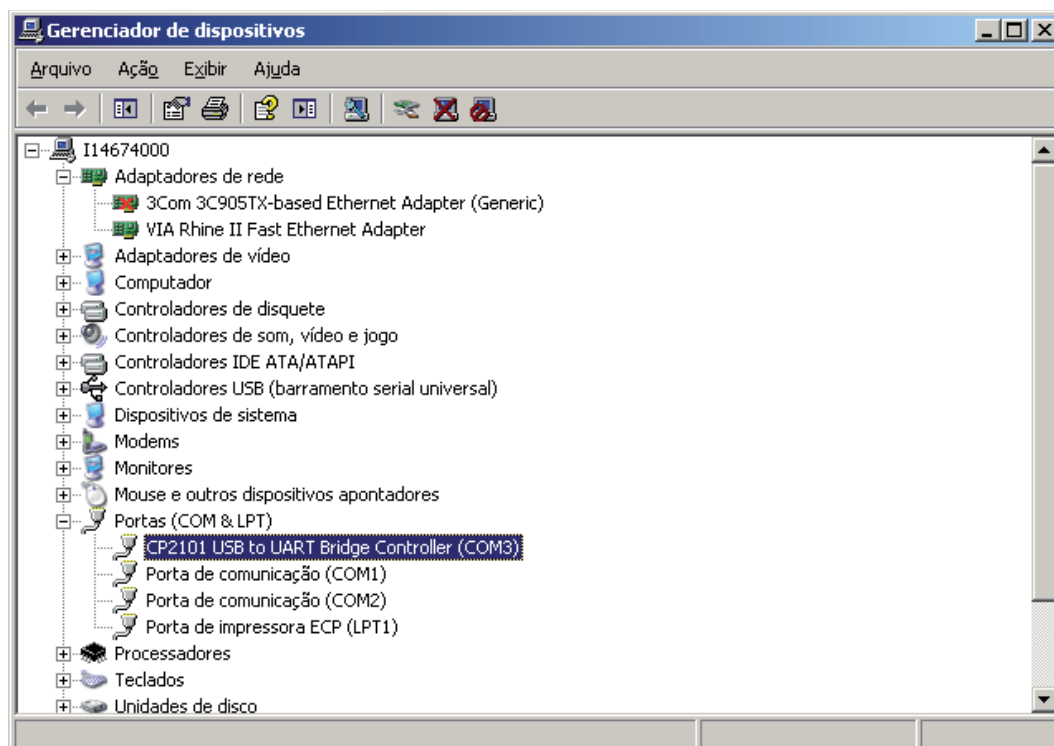 Gerenciador de dispositivos
Arquivo Ação Exibir Ajuda
I14674000
Adaptadores de rede
3Com 3C905TX-based Ethernet Adapter (Generic)
VIA Rhine II Fast Ethernet Adapter
Adaptadores de vídeo
Computador
Controladores de disquete
Controladores de som, vídeo e jogo
Controladores IDE ATA/ATAPI
Controladores USB (barramento serial universal)
Dispositivos de sistema
Modems
Monitores
Mouse e outros dispositivos apontadores
Portas (COM & LPT)
CP2101 USB to UART Bridge Controller (COM3)
Porta de comunicação (COM1)
Porta de comunicação (COM2)
Porta de impressora ECP (LPT1)
Processadores
Teclados
Unidades de disco